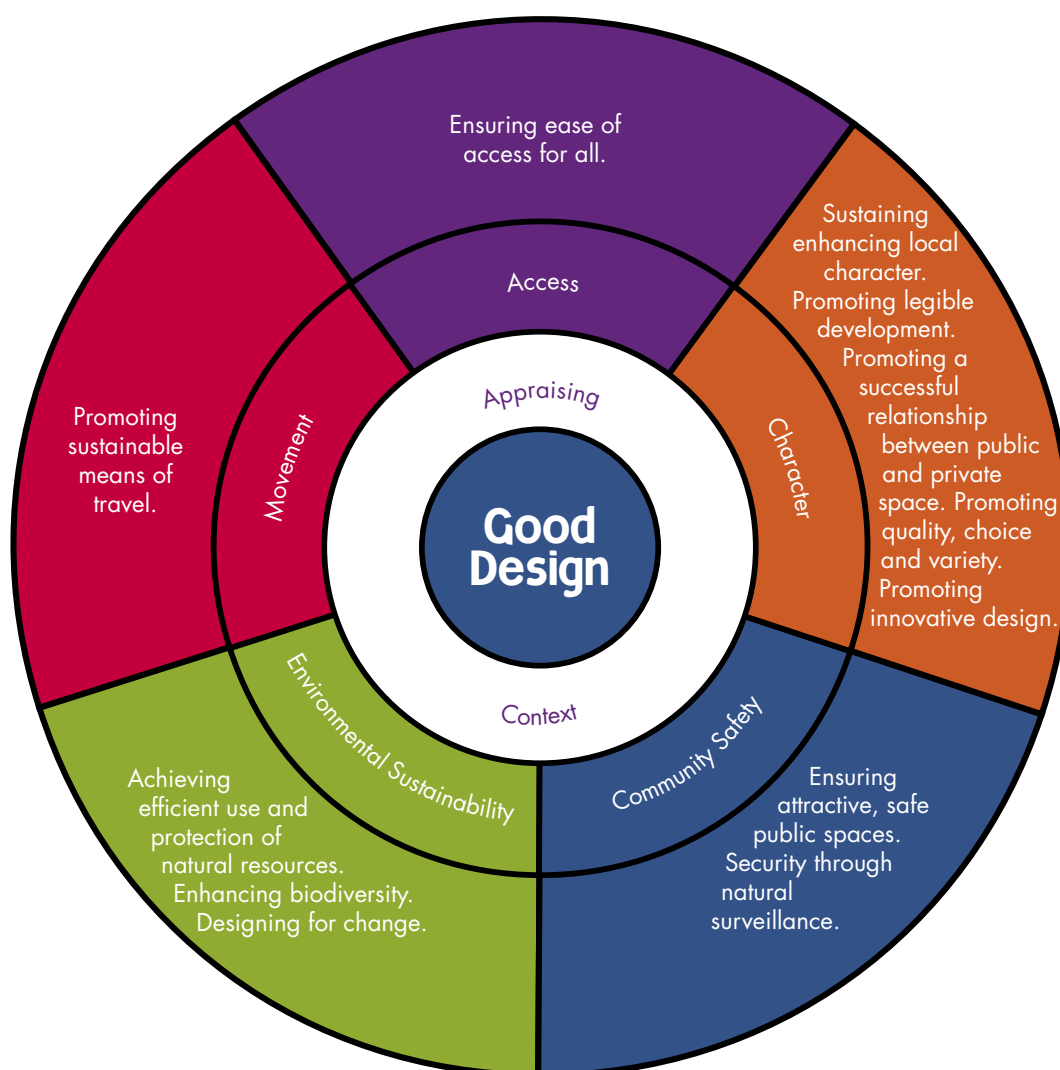 Ensuring ease of
access for all.
Access
Sustaining
enhancing local
character.
Promoting legible
development.
Promoting a
successful
relationship
between public
and private
space. Promoting
quality, choice
and variety.
Promoting
innovative design.
Character
Ensuring
attractive, safe
public spaces.
Security through
natural
surveillance.
Community Safety
Achieving
efficient use and
protection of
natural resources.
Enhancing biodiversity.
Designing for change.
Environmental Sustainability
Promoting
sustainable
means of
travel.
Movement
Appraising
Context
Good
Design